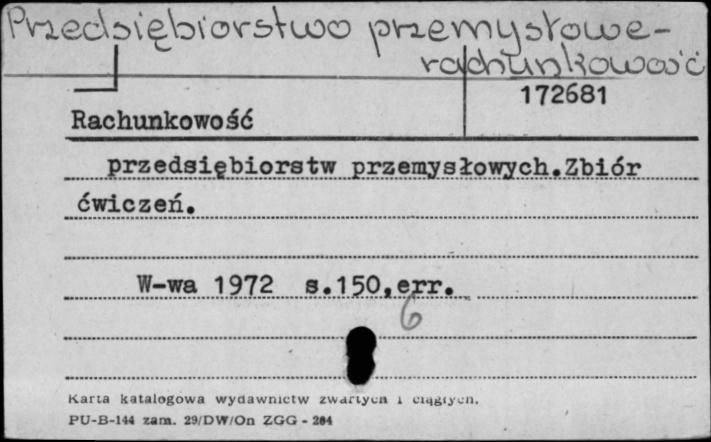 Przedsiębiorstwo przemysłowe-
rachunkowość
172681
Rachunkowość
przedsiębiorstw przemysłowych.Zbiór
ćwiczeń.
W-wa 1972 s.150,err.
6
Karta katalogowa wydawnictw zwartych i ciągłych.
PU-B-144 zam. 29/DW/On ZGG - 264